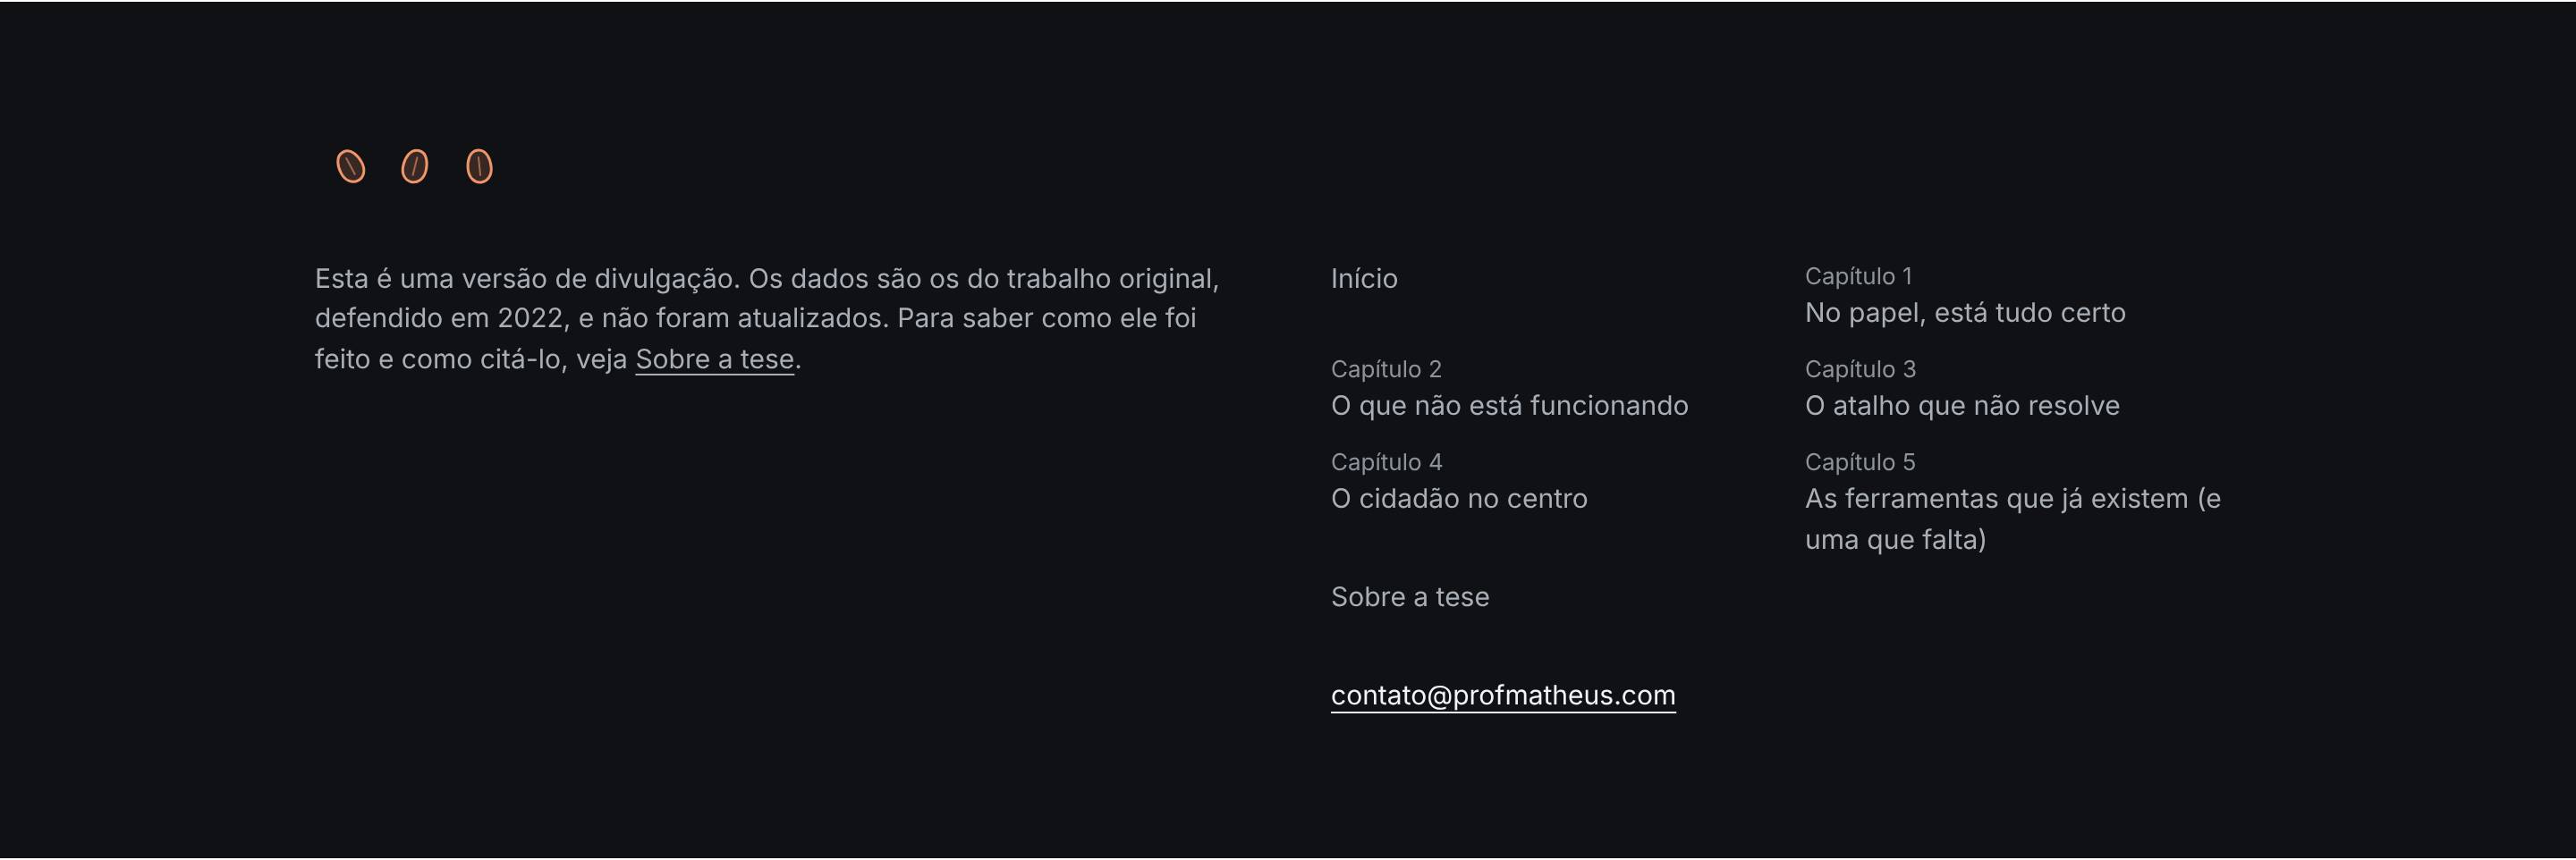 Esta é uma versão de divulgação. Os dados são os do trabalho original,
defendido em 2022, e não foram atualizados. Para saber como ele foi
feito e como citá-lo, veja Sobre a tese.
Início
Capítulo 1
No papel, está tudo certo
Capítulo 2
O que não está funcionando
Capítulo 3
O atalho que não resolve
Capítulo 4
O cidadão no centro
Capítulo 5
As ferramentas que já existem (e
uma que falta)
Sobre a tese
contato@profmatheus.com